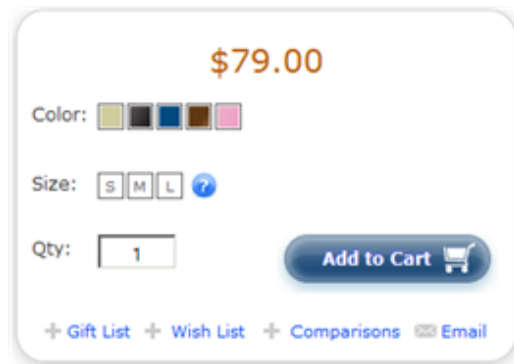 $79.00
Color:
Size: S M L ?
Qty: 1 Add to Cart
Gift List Wish List Comparisons Email